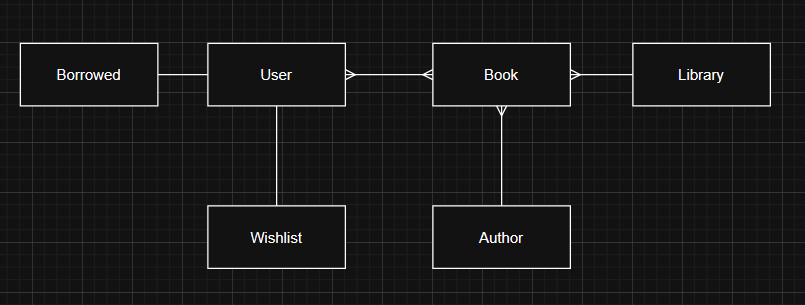 Borrowed
User
Book
Library
Wishlist
Author